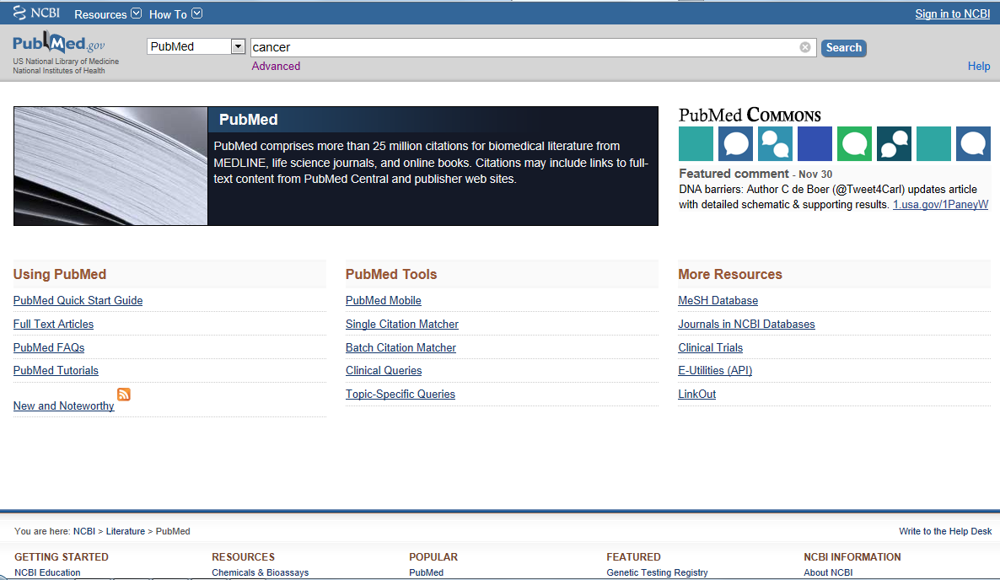 NCBI Resources How To Sign in to NCBI
PubMed.gov
US National Library of Medicine
National Institutes of Health
PubMed
cancer
Search
Advanced
Help
PubMed
PubMed comprises more than 25 million citations for biomedical literature from
MEDLINE, life science journals, and online books. Citations may include links to full-
text content from PubMed Central and publisher web sites.
PubMed COMMONS
Featured comment - Nov 30
DNA barriers: Author C de Boer (@Tweet4Carl) updates article
with detailed schematic & supporting results. 1.usa.gov/1PaneyW
Using PubMed
PubMed Quick Start Guide
Full Text Articles
PubMed FAQs
PubMed Tutorials
New and Noteworthy
PubMed Tools
PubMed Mobile
Single Citation Matcher
Batch Citation Matcher
Clinical Queries
Topic-Specific Queries
More Resources
MeSH Database
Journals in NCBI Databases
Clinical Trials
E-Utilities (API)
LinkOut
You are here: NCBI > Literature > PubMed
Write to the Help Desk
GETTING STARTED
NCBI Education
RESOURCES
Chemicals & Bioassays
POPULAR
PubMed
FEATURED
Genetic Testing Registry
NCBI INFORMATION
About NCBI